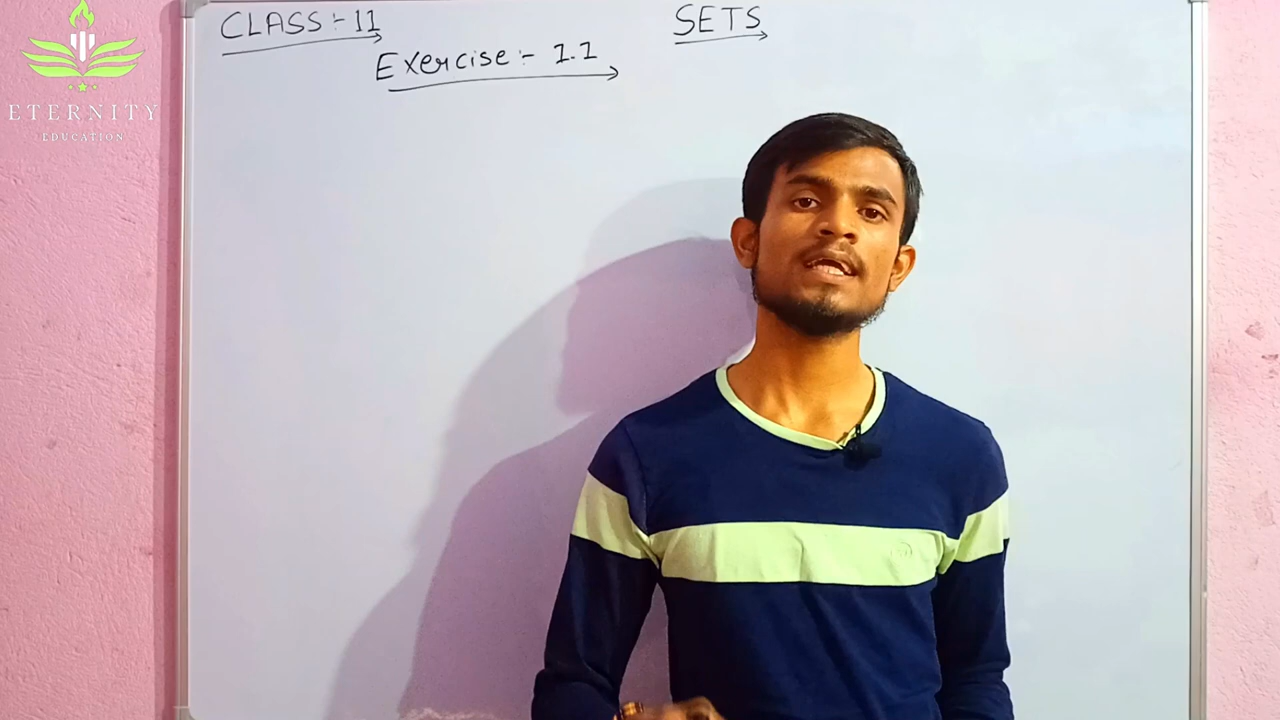 CLASS :- 11
SETS
Exercise :- 1.1
ETERNITY
EDUCATION